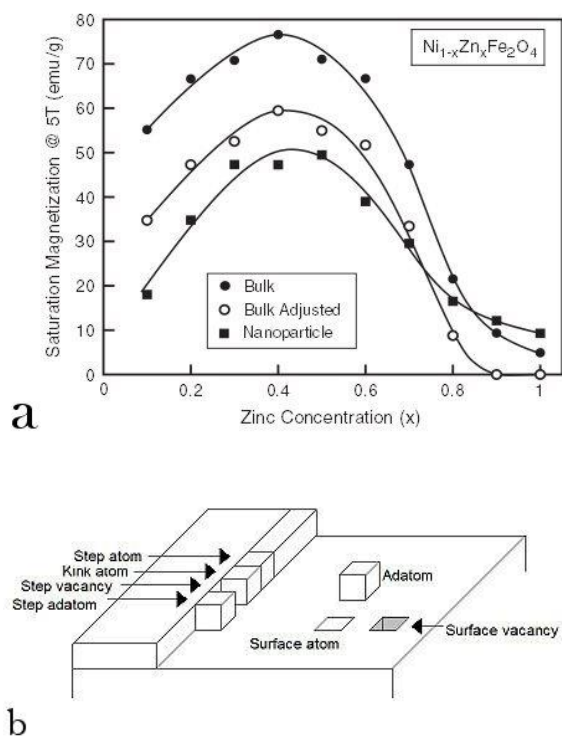 a
Saturation Magnetization @ 5T (emu/g)
80
70
60
50
40
30
20
10
0
Ni1-xZnxFe2O4
Bulk
Bulk Adjusted
Nanoparticle
0 0.2 0.4 0.6 0.8 1
Zinc Concentration (x)
b
Step atom
Kink atom
Step vacancy
Step adatom
Adatom
Surface atom
Surface vacancy